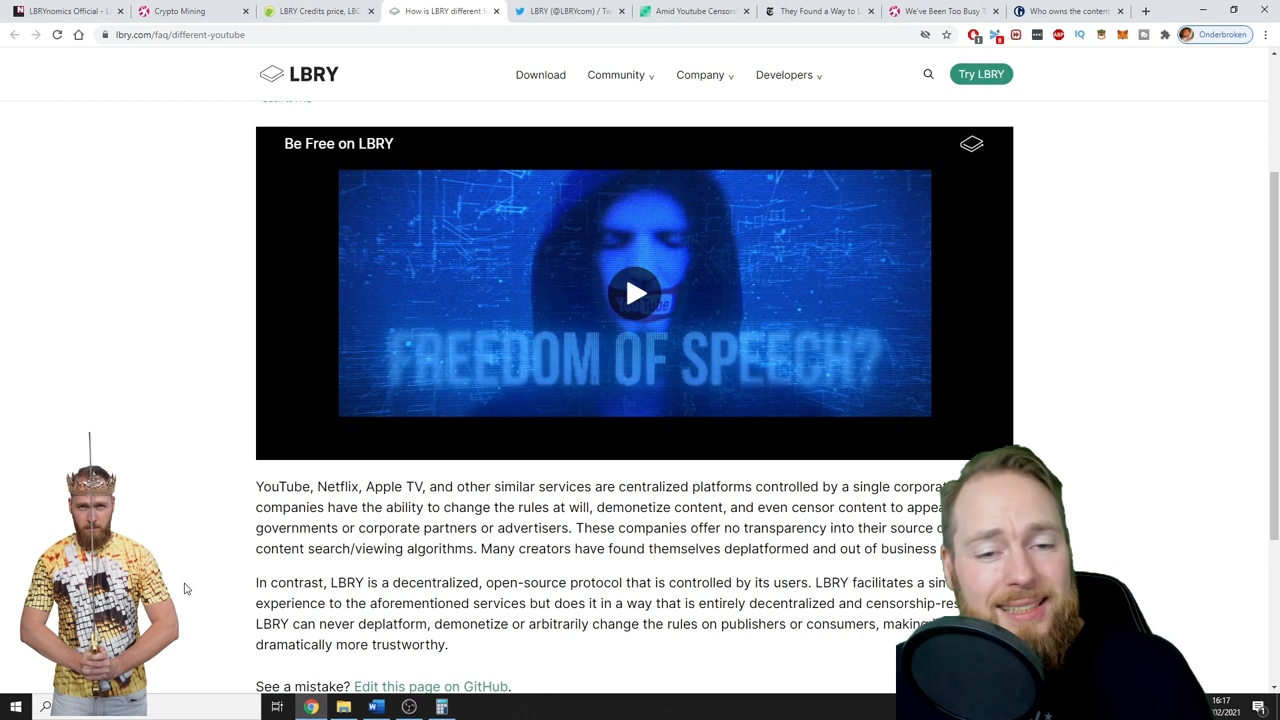 LBRYnomics Official - L
Crypto Mining
LBRY Credits price, LBC
How is LBRY different f
LBRY (@LBRYcom) / Tw
Amid Youtube Censor
They Found a Way to L
We've Been Too Busy T
Who owns the content
lbry.com/faq/different-youtube
Onderbroken
LBRY
Download
Community
Company
Developers
Try LBRY
Be Free on LBRY
YouTube
FREEDOM OF SPEECH?
YouTube, Netflix, Apple TV, and other similar services are centralized platforms controlled by a single corporat
companies have the ability to change the rules at will, demonetize content, and even censor content to appea
governments or corporate partners or advertisers. These companies offer no transparency into their source
content search/viewing algorithms. Many creators have found themselves deplatformed and out of business
In contrast, LBRY is a decentralized, open-source protocol that is controlled by its users. LBRY facilitates a sim
experience to the aforementioned services but does it in a way that is entirely decentralized and censorship-res
LBRY can never deplatform, demonetize or arbitrarily change the rules on publishers or consumers, making
dramatically more trustworthy.
See a mistake? Edit this page on GitHub.
16:17
02/2021